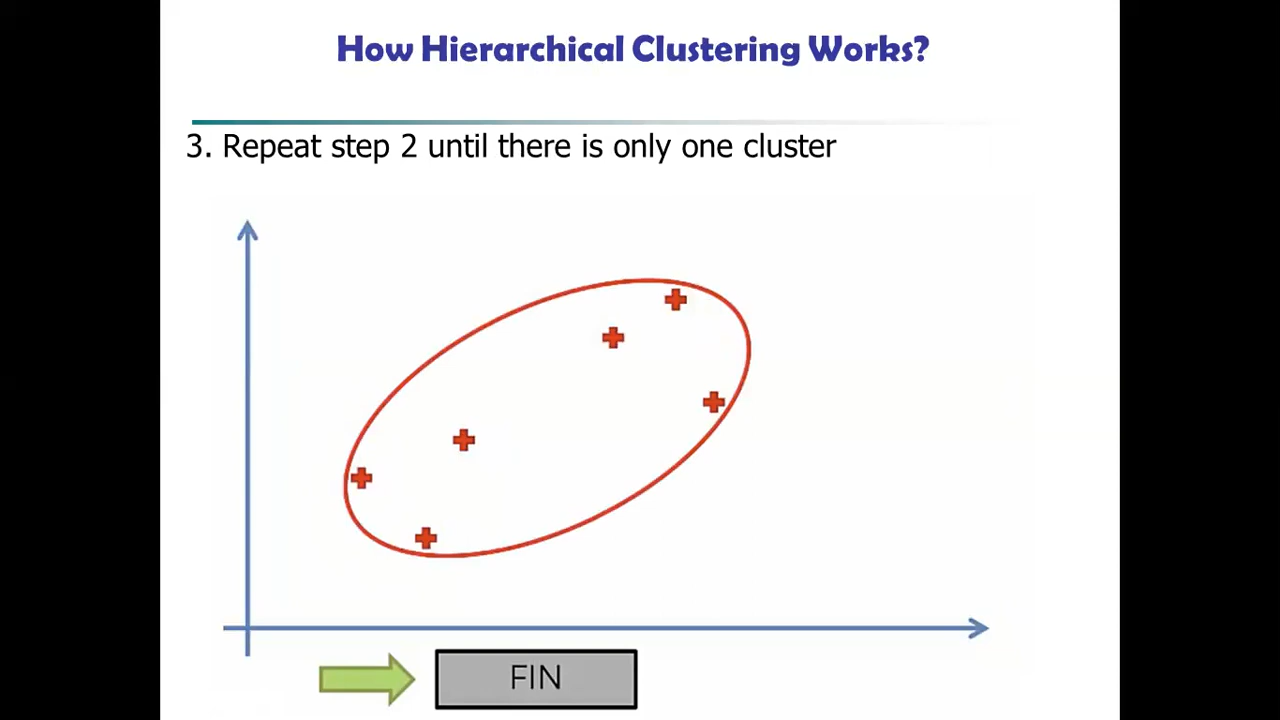 How Hierarchical Clustering Works?
3. Repeat step 2 until there is only one cluster
FIN